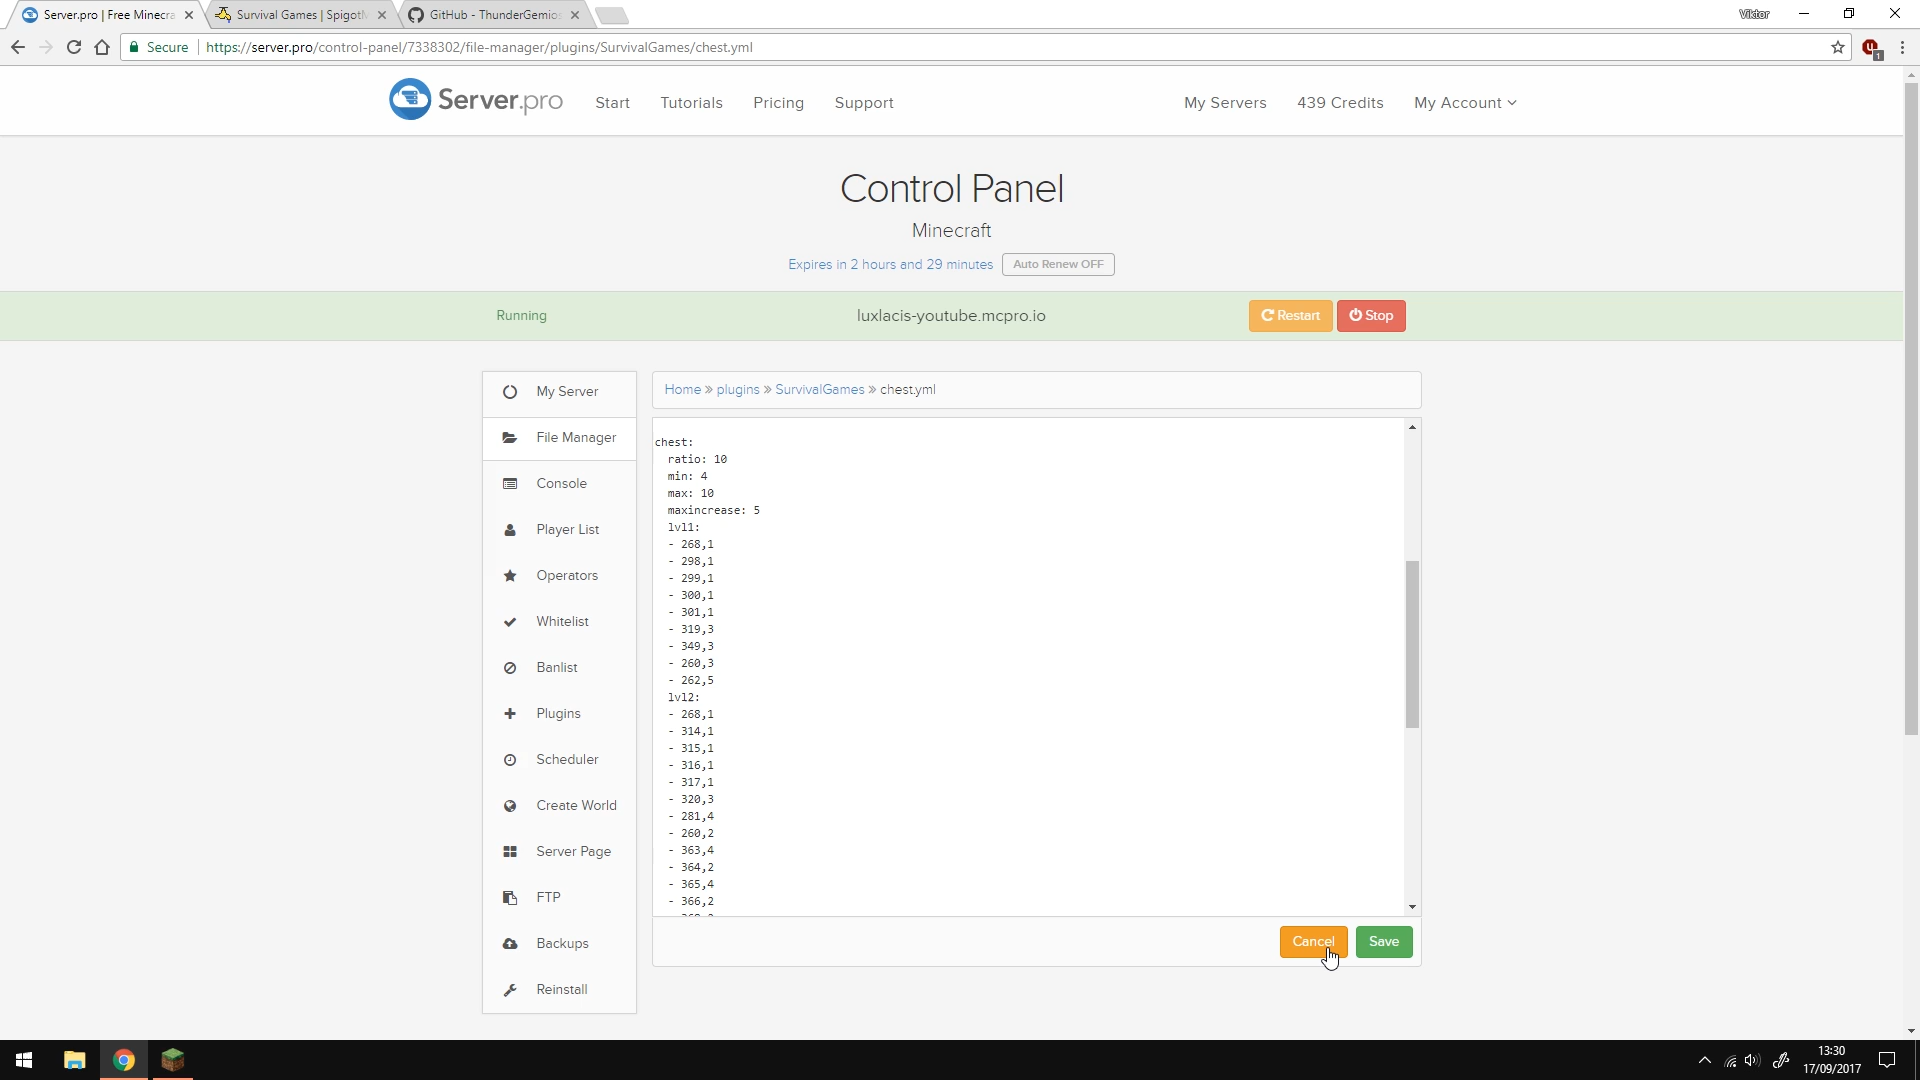 Server.pro | Free Minecra
Survival Games | Spigot
GitHub - ThunderGemios
Viktor
Secure https://server.pro/control-panel/7338302/file-manager/plugins/SurvivalGames/chest.yml
1
Server.pro Start Tutorials Pricing Support My Servers 439 Credits My Account
Control Panel
Minecraft
Expires in 2 hours and 29 minutes Auto Renew OFF
Running luxlacis-youtube.mcpro.io Restart Stop
My Server
File Manager
Console
Player List
Operators
Whitelist
Banlist
Plugins
Scheduler
Create World
Server Page
FTP
Backups
Reinstall
Home » plugins » SurvivalGames » chest.yml
chest:
ratio: 10
min: 4
max: 10
maxincrease: 5
lvl1:
- 268,1
- 298,1
- 299,1
- 300,1
- 301,1
- 319,3
- 349,3
- 260,3
- 262,5
lvl2:
- 268,1
- 314,1
- 315,1
- 316,1
- 317,1
- 320,3
- 281,4
- 260,2
- 363,4
- 364,2
- 365,4
- 366,2
Cancel Save
13:30
17/09/2017